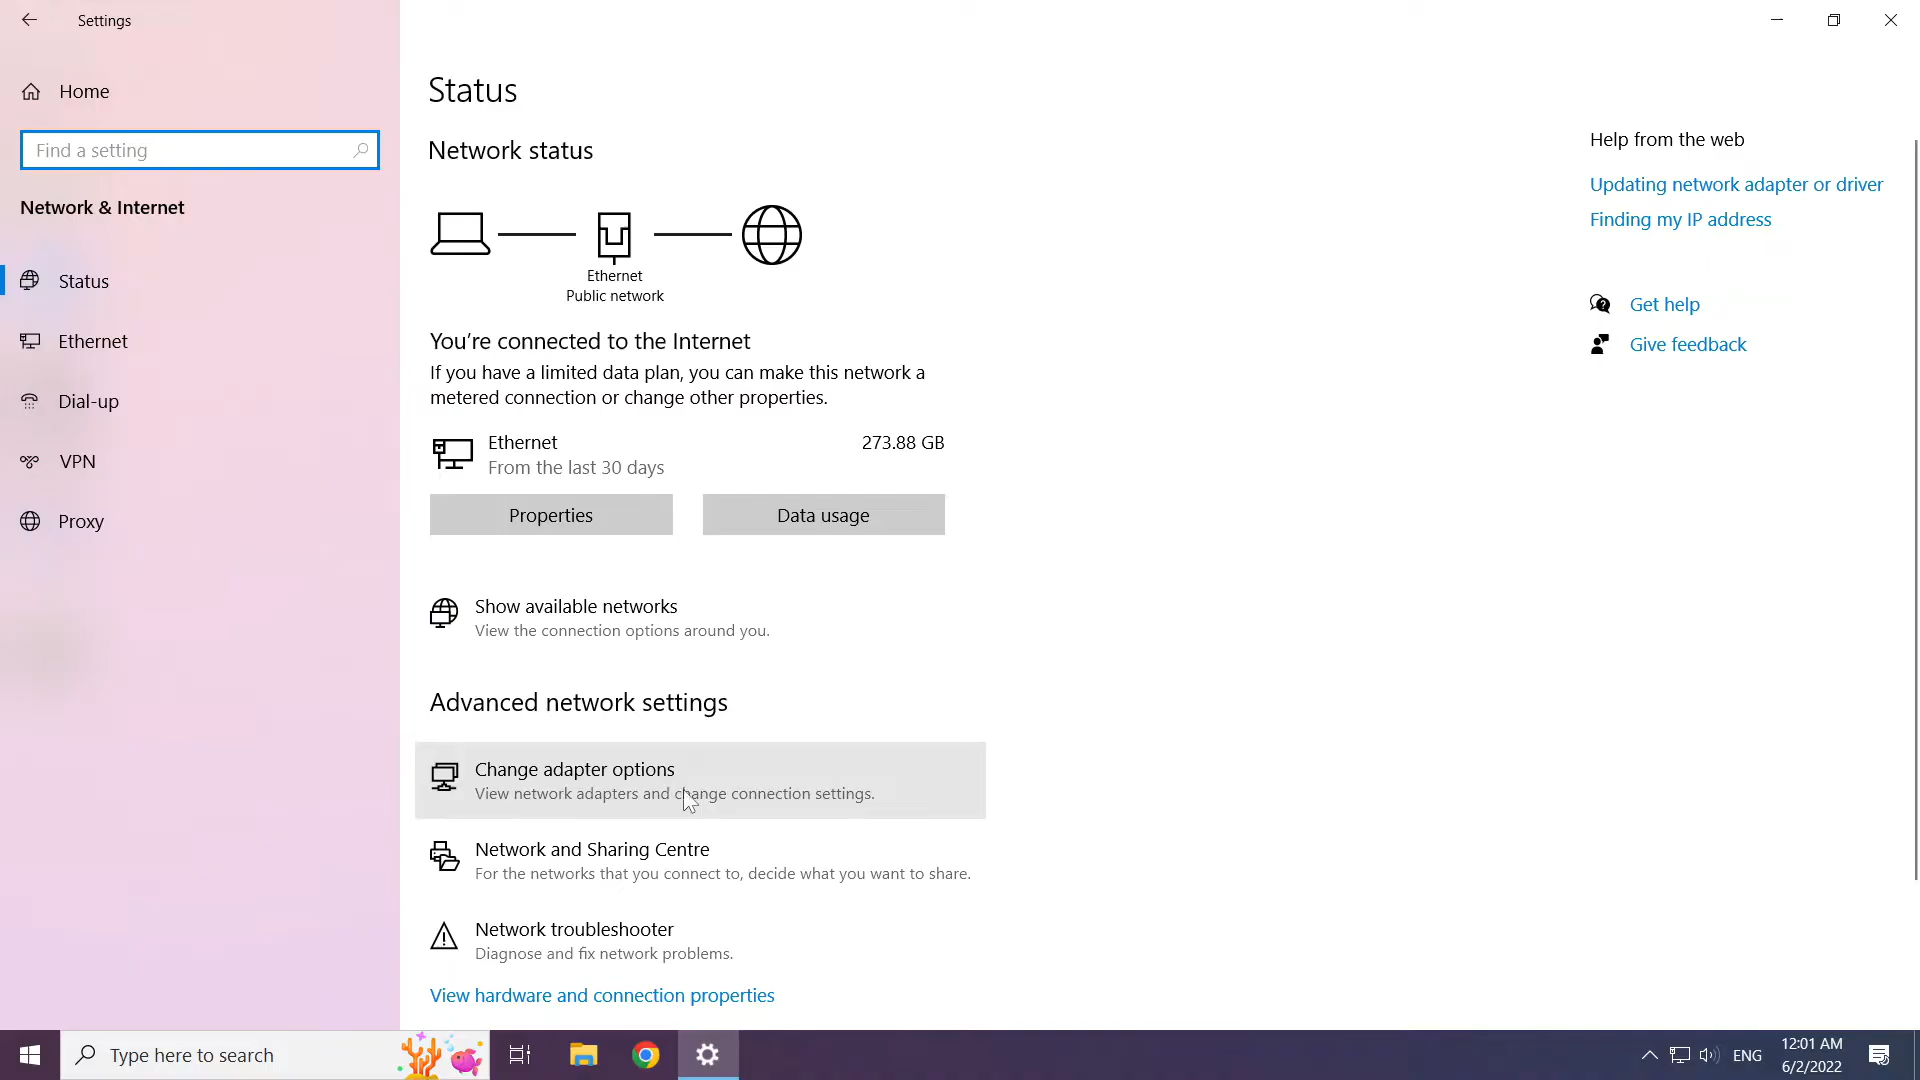 Settings
Home
Find a setting
Network & Internet
Status
Ethernet
Dial-up
VPN
Proxy
Status
Network status
Ethernet
Public network
You're connected to the Internet
If you have a limited data plan, you can make this network a
metered connection or change other properties.
Ethernet 273.88 GB
From the last 30 days
Properties Data usage
Show available networks
View the connection options around you.
Advanced network settings
Change adapter options
View network adapters and change connection settings.
Network and Sharing Centre
For the networks that you connect to, decide what you want to share.
Network troubleshooter
Diagnose and fix network problems.
View hardware and connection properties
Help from the web
Updating network adapter or driver
Finding my IP address
Get help
Give feedback
Type here to search
ENG
12:01 AM
6/2/2022